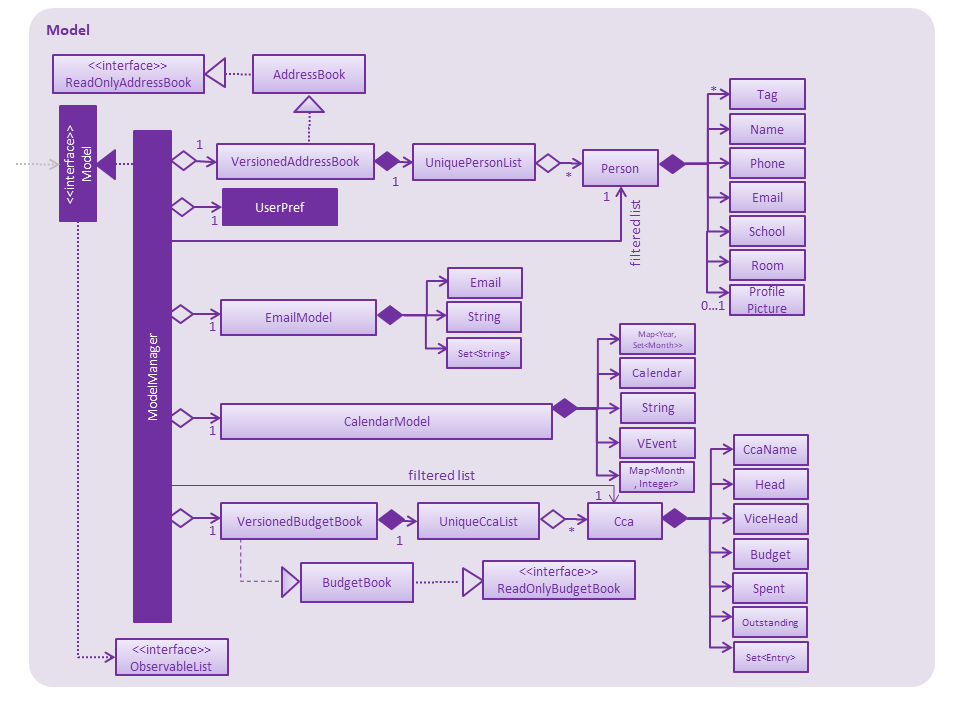 Model
<<interface>>
ReadOnlyAddressBook
AddressBook
<<interface>>
Model
ModelManager
1
VersionedAddressBook
1
UniquePersonList
*
Person
1
filtered list
*
Tag
Name
Phone
Email
School
Room
0...1
Profile
Picture
1
UserPref
1
EmailModel
Email
String
Set<String>
1
CalendarModel
Map<Year,
Set<Month>>
Calendar
String
VEvent
Map<Month
, Integer>
filtered list
1
1
VersionedBudgetBook
1
UniqueCcaList
*
Cca
CcaName
Head
ViceHead
Budget
Spent
Outstanding
Set<Entry>
BudgetBook
<<interface>>
ReadOnlyBudgetBook
<<interface>>
ObservableList